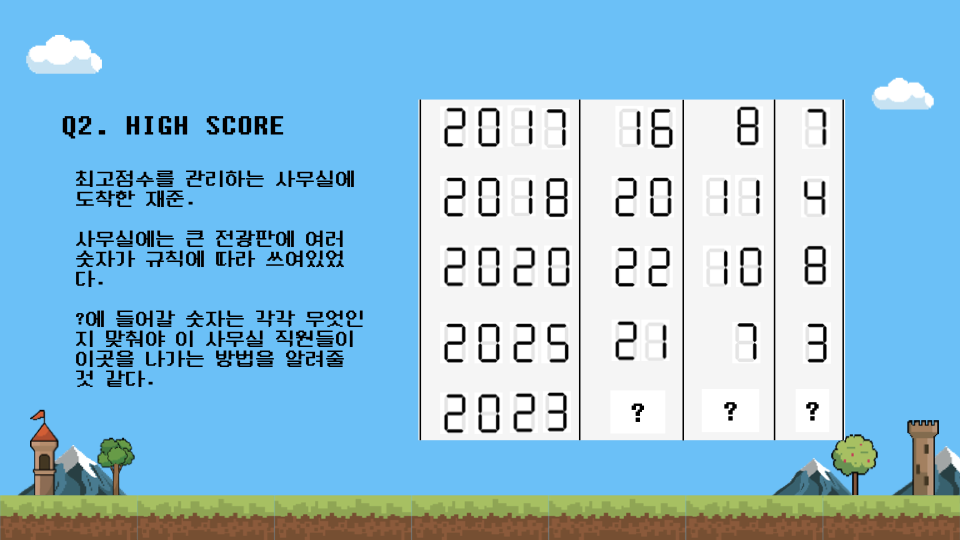 Q2. HIGH SCORE
최고점수를 관리하는 사무실에
도착한 재준.
사무실에는 큰 전광판에 여러
숫자가 규칙에 따라 쓰여있었
다.
?에 들어갈 숫자는 각각 무엇인
지 맞춰야 이 사무실 직원들이
이곳을 나가는 방법을 알려줄
것 같다.
2017 16 8 7
2018 20 11 4
2020 22 10 8
2025 21 7 3
2023 ? ? ?